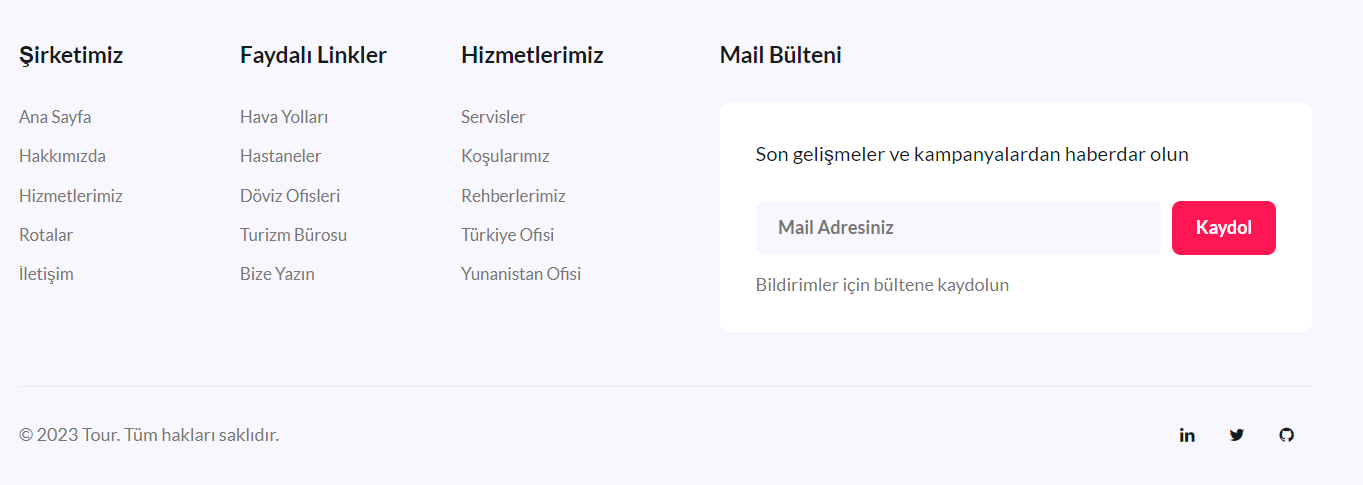 Şirketimiz
Ana Sayfa
Hakkımızda
Hizmetlerimiz
Rotalar
İletişim
Faydalı Linkler
Hava Yolları
Hastaneler
Döviz Ofisleri
Turizm Bürosu
Bize Yazın
Hizmetlerimiz
Servisler
Koşularımız
Rehberlerimiz
Türkiye Ofisi
Yunanistan Ofisi
Mail Bülteni
Son gelişmeler ve kampanyalardan haberdar olun
Mail Adresiniz
Kaydol
Bildirimler için bültene kaydolun
© 2023 Tour. Tüm hakları saklıdır.
in